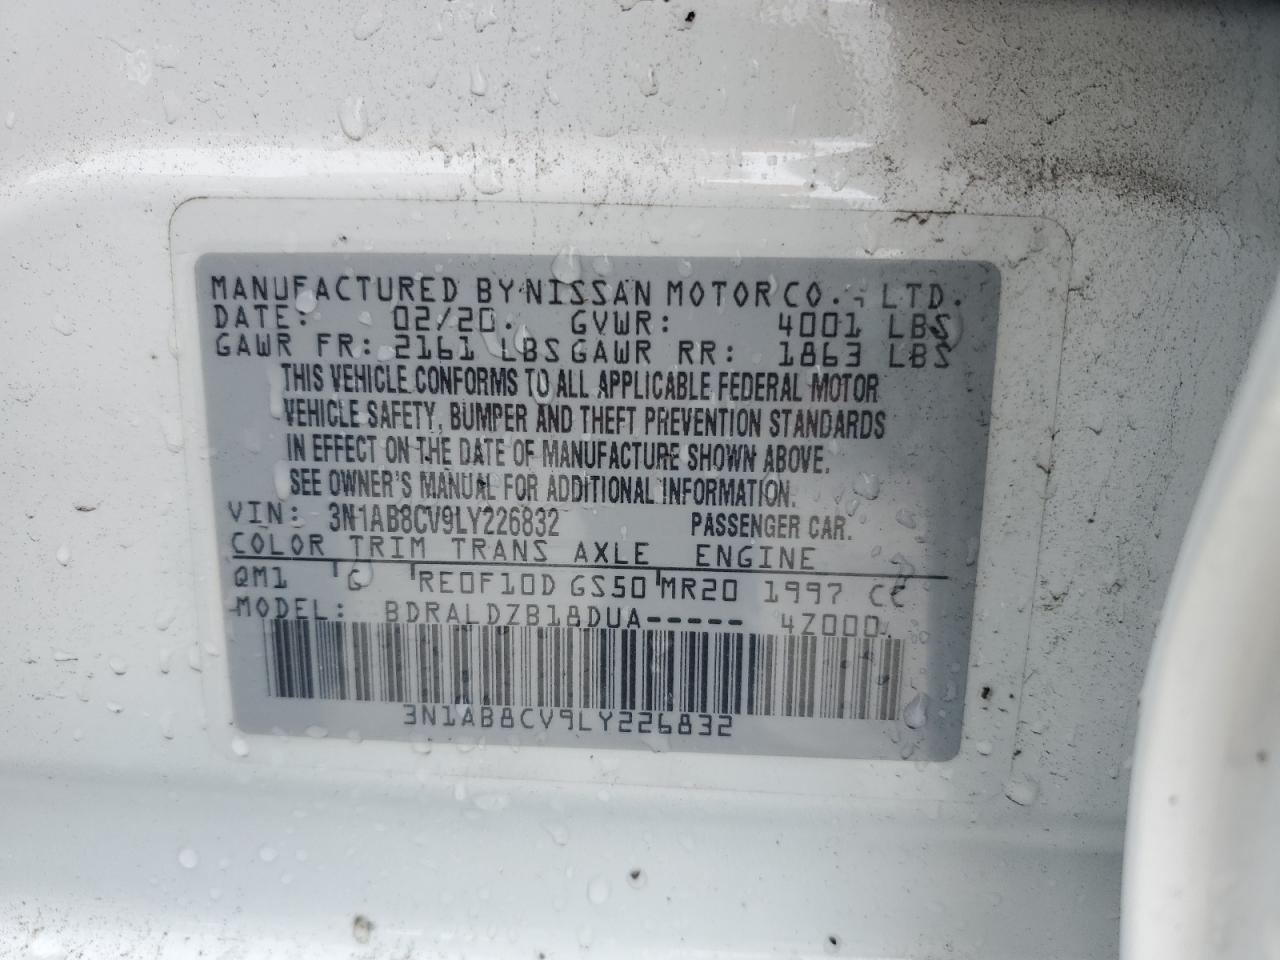 MANUFACTURED BY NISSAN MOTOR CO., LTD.
DATE: 02/20. GVWR: 4001 LBS
GAWR FR: 2161 LBS GAWR RR: 1863 LBS
THIS VEHICLE CONFORMS TO ALL APPLICABLE FEDERAL MOTOR
VEHICLE SAFETY, BUMPER AND THEFT PREVENTION STANDARDS
IN EFFECT ON THE DATE OF MANUFACTURE SHOWN ABOVE.
SEE OWNER'S MANUAL FOR ADDITIONAL INFORMATION.
VIN: 3N1AB8CV9LY226832 PASSENGER CAR.
COLOR TRIM TRANS AXLE ENGINE
QM1 G RE0F10D GS50 MR20 1997 CC
MODEL: BDRALDZB18DUA----- 4Z000.
3N1AB8CV9LY226832